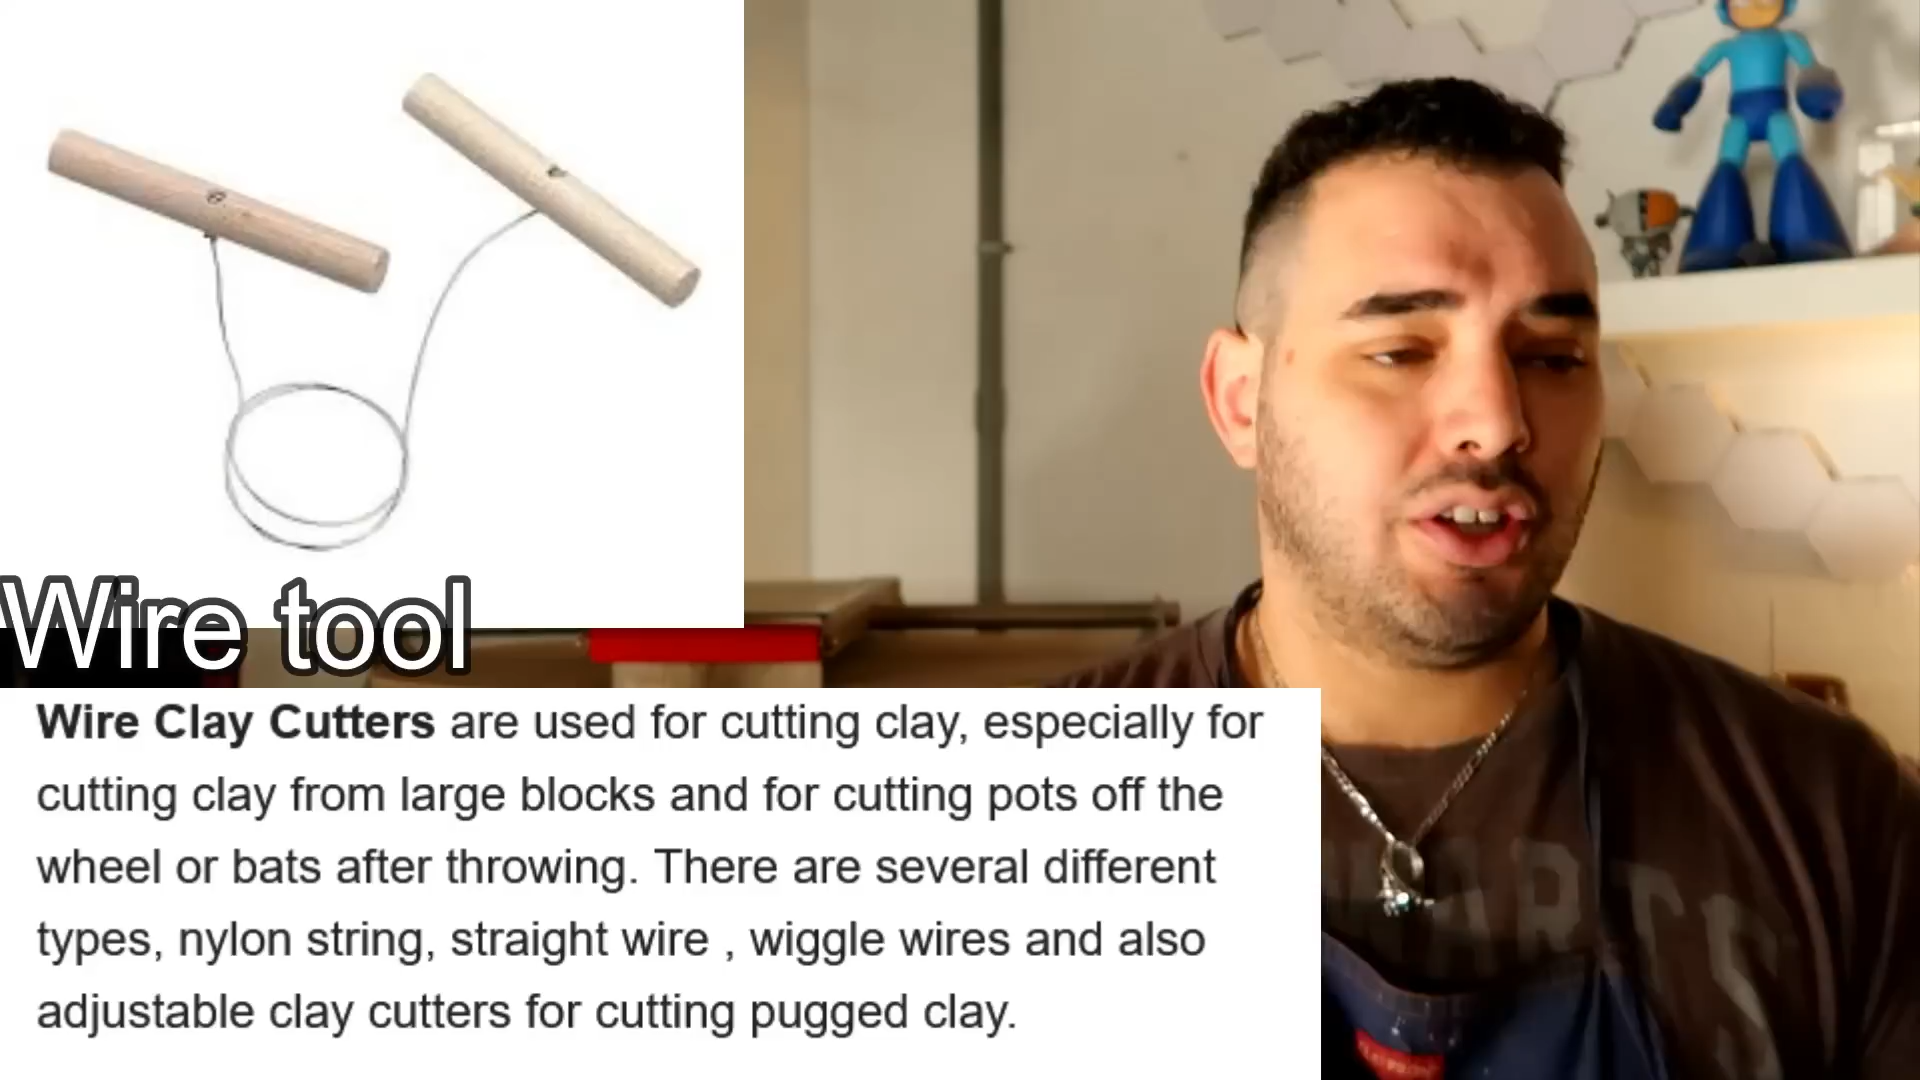 Wire tool
Wire Clay Cutters are used for cutting clay, especially for
cutting clay from large blocks and for cutting pots off the
wheel or bats after throwing. There are several different
types, nylon string, straight wire , wiggle wires and also
adjustable clay cutters for cutting pugged clay.